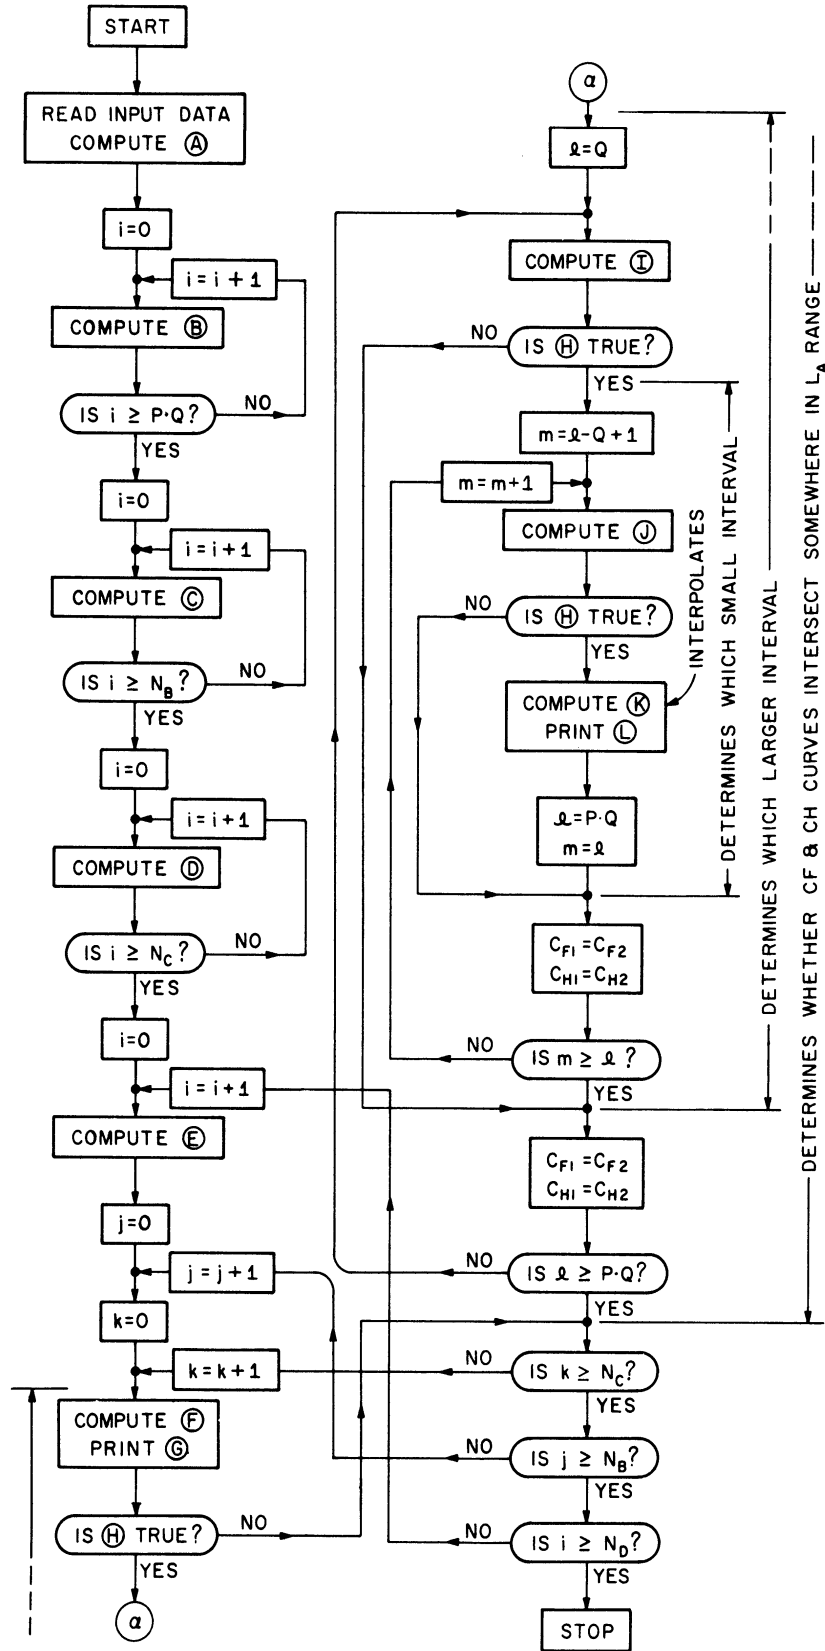 START
READ INPUT DATA
COMPUTE Ⓐ
i=0
i=i+1
COMPUTE Ⓑ
IS i ≥ P·Q?
NO
YES
i=0
i=i+1
COMPUTE Ⓒ
IS i ≥ N_B?
NO
YES
i=0
i=i+1
COMPUTE Ⓓ
IS i ≥ N_C?
NO
YES
i=0
i=i+1
COMPUTE Ⓔ
j=0
j=j+1
k=0
k=k+1
COMPUTE Ⓕ
PRINT Ⓖ
IS Ⓗ TRUE?
NO
YES
α
α
ℓ=Q
COMPUTE Ⓘ
IS Ⓗ TRUE?
NO
YES
m=ℓ-Q+1
m=m+1
COMPUTE Ⓙ
IS Ⓗ TRUE?
NO
YES
COMPUTE Ⓚ
PRINT Ⓛ
ℓ=P·Q
m=ℓ
C_F1=C_F2
C_H1=C_H2
IS m ≥ ℓ?
NO
YES
C_F1=C_F2
C_H1=C_H2
IS ℓ ≥ P·Q?
NO
YES
IS k ≥ N_C?
NO
YES
IS j ≥ N_B?
NO
YES
IS i ≥ N_D?
NO
YES
STOP
INTERPOLATES
DETERMINES WHICH SMALL INTERVAL
DETERMINES WHICH LARGER INTERVAL
DETERMINES WHETHER CF & CH CURVES INTERSECT SOMEWHERE IN L_A RANGE